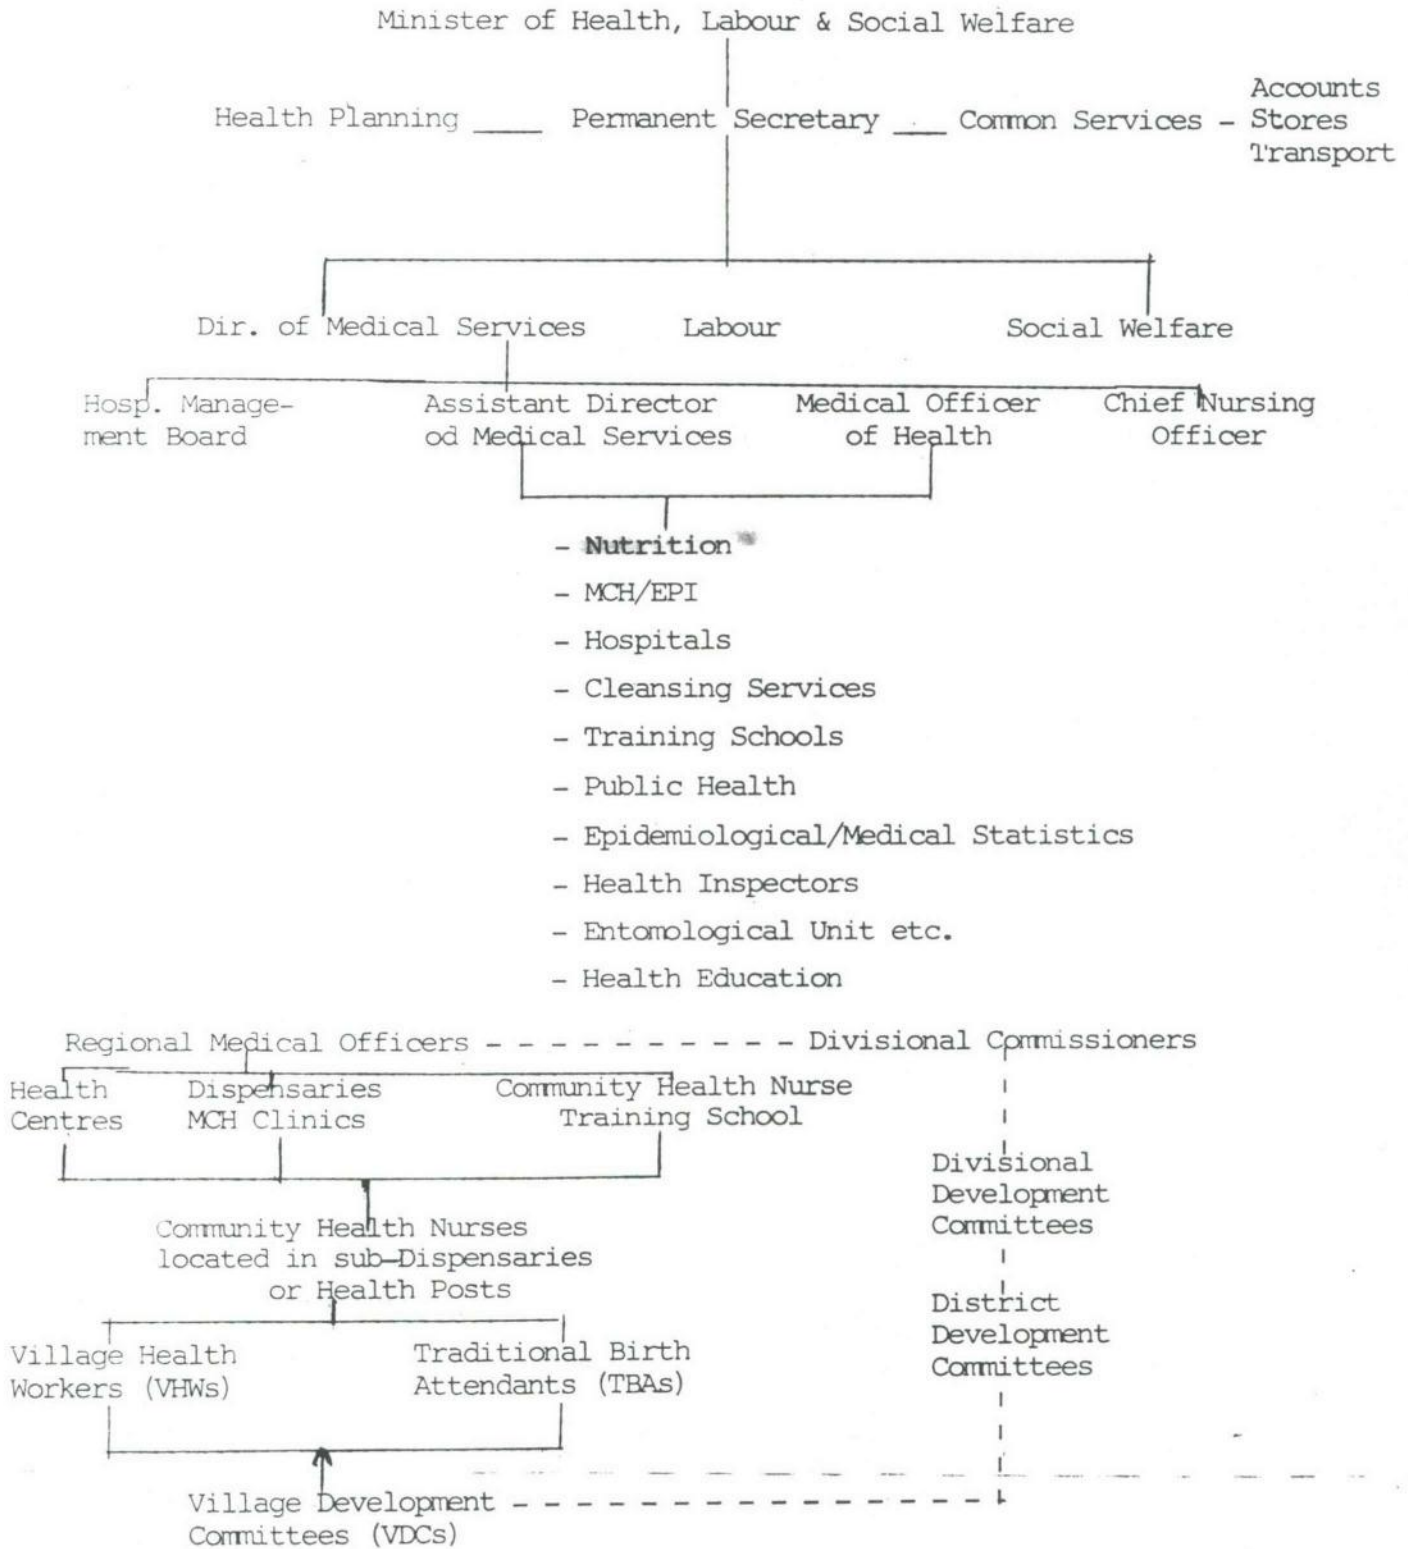 Minister of Health, Labour & Social Welfare
Health Planning ___ Permanent Secretary ___ Common Services - Accounts
Stores
Transport
Dir. of Medical Services
Labour
Social Welfare
Hosp. Manage-
ment Board
Assistant Director
od Medical Services
Medical Officer
of Health
Chief Nursing
Officer
- Nutrition
- MCH/EPI
- Hospitals
- Cleansing Services
- Training Schools
- Public Health
- Epidemiological/Medical Statistics
- Health Inspectors
- Entomological Unit etc.
- Health Education
Regional Medical Officers - - - - - - - - - - - Divisional Commissioners
Health
Centres
Dispensaries
MCH Clinics
Community Health Nurse
Training School
Divisional
Development
Committees
Community Health Nurses
located in sub-Dispensaries
or Health Posts
District
Development
Committees
Village Health
Workers (VHWs)
Traditional Birth
Attendants (TBAs)
Village Development
Committees (VDCs)